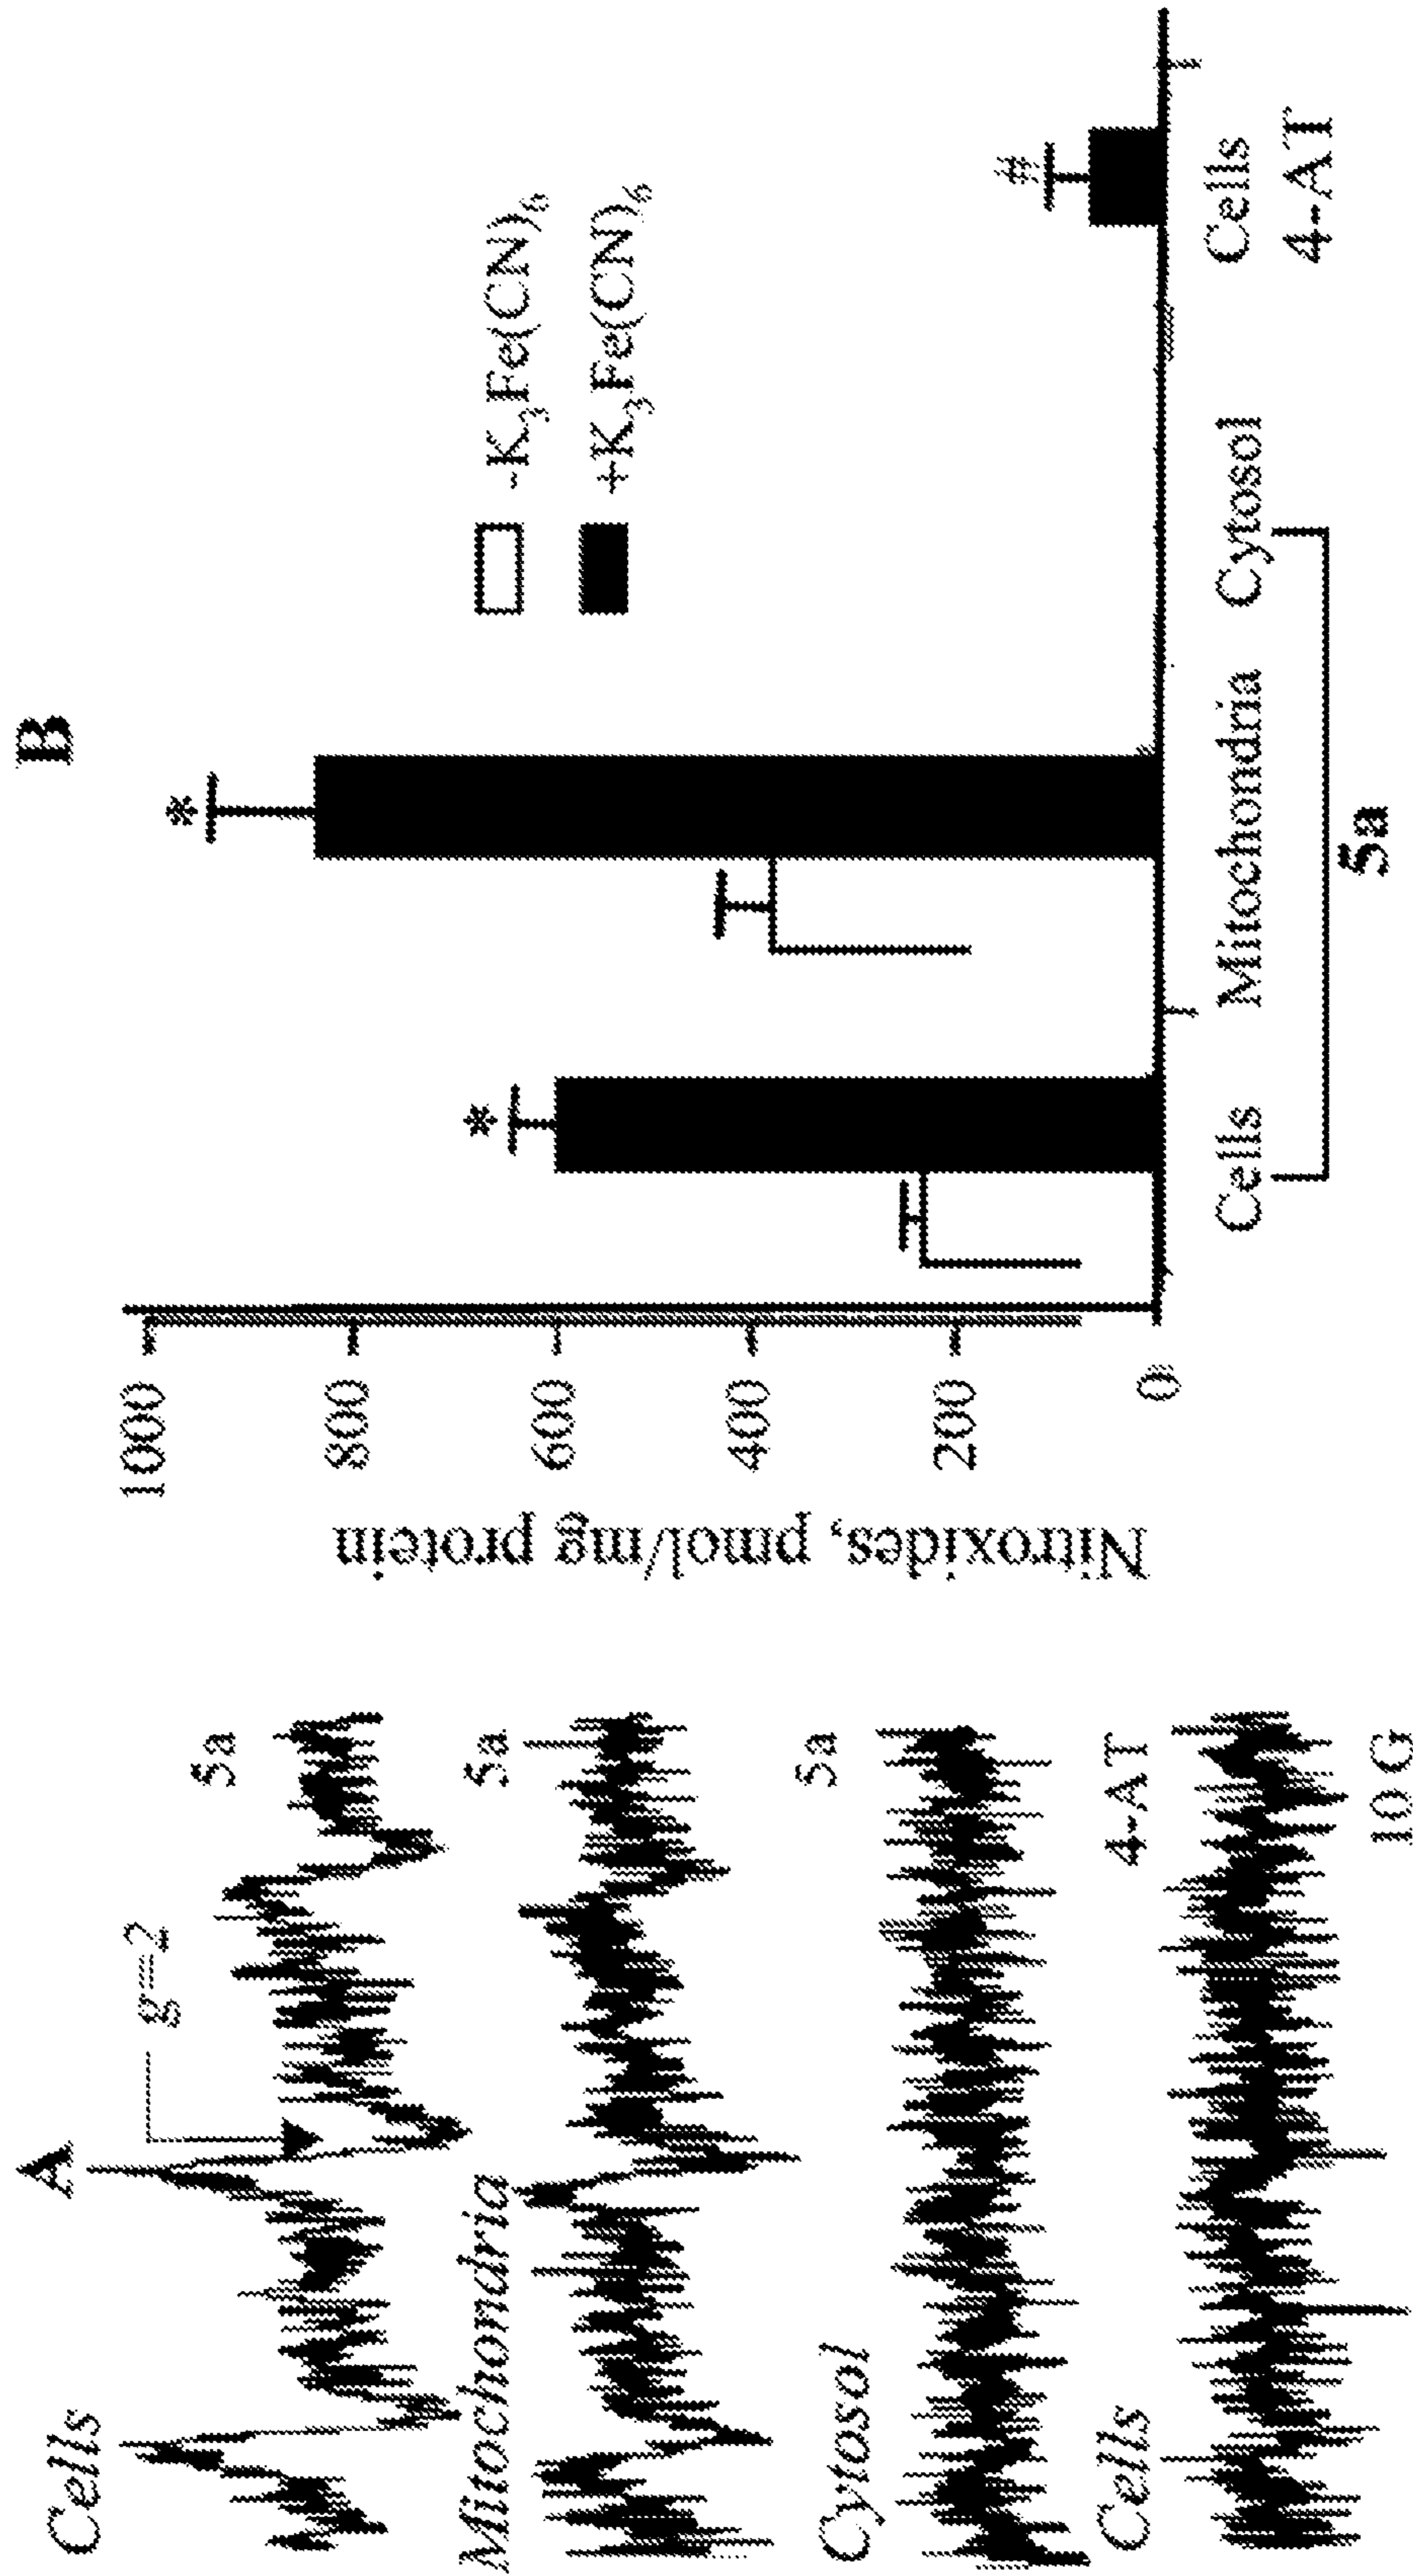 A
g=2
Cells
5a
Mitochondria
5a
Cytosol
5a
Cells
4-AT
10 G
B
Nitroxides, pmol/mg protein
1000
800
600
400
200
0
-K3Fe(CN)6
+K3Fe(CN)6
*
*
#
Cells
Mitochondria
Cytosol
Cells
4-AT
5a